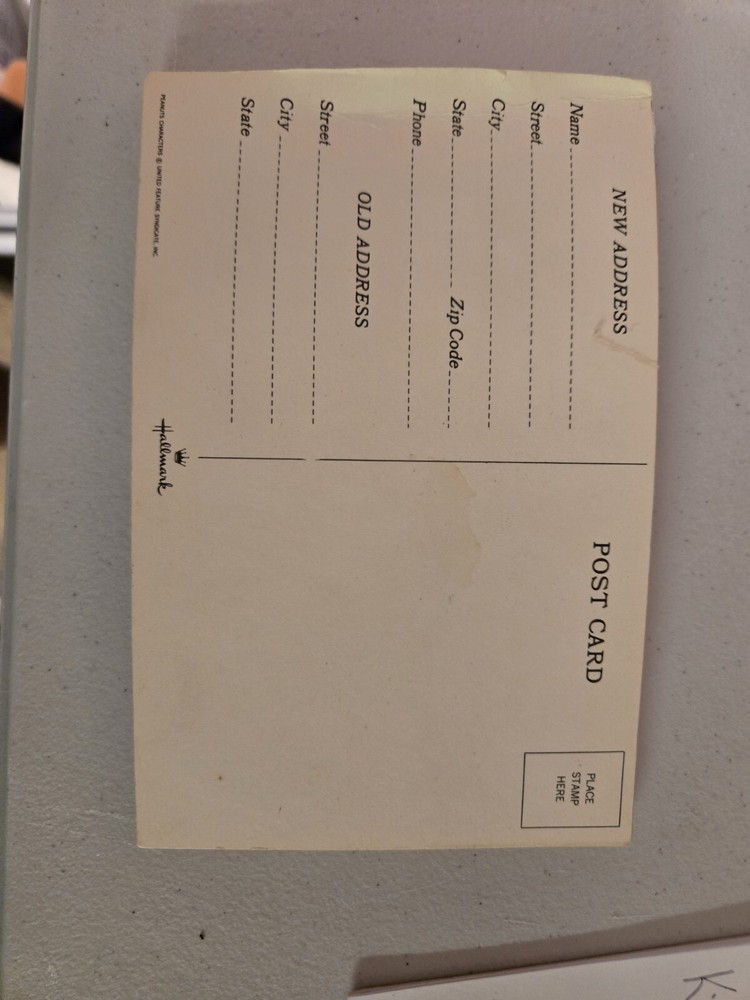 NEW ADDRESS
Name
Street
City
State Zip Code
Phone
OLD ADDRESS
Street
City
State
PEANUTS CHARACTERS © UNITED FEATURE SYNDICATE, INC.
Hallmark
POST CARD
PLACE
STAMP
HERE